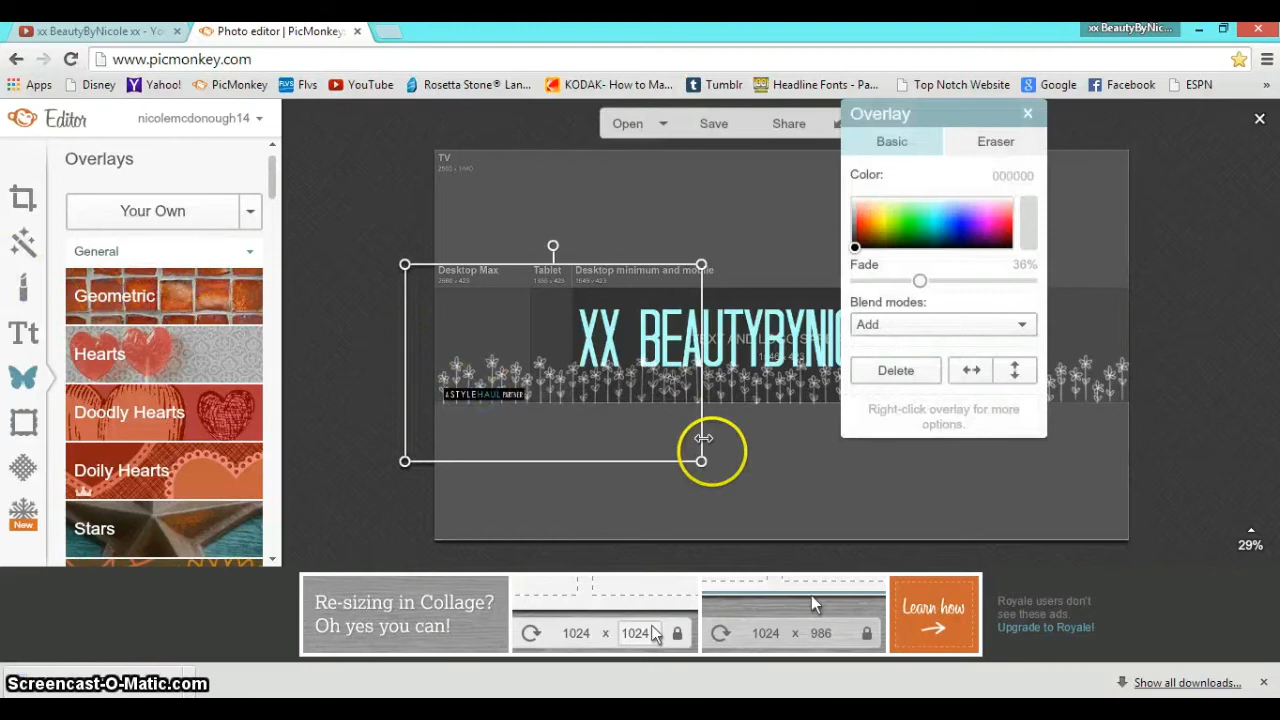 xx BeautyByNicole xx - Yo
Photo editor | PicMonkey:
xx BeautyByNic...
www.picmonkey.com
Apps
Disney
Yahoo!
PicMonkey
Flvs
YouTube
Rosetta Stone® Lan...
KODAK- How to Ma...
Tumblr
Headline Fonts - Pa...
Top Notch Website
Google
Facebook
ESPN
»
Editor
nicolemcdonough14
Open
Save
Share
Overlay
Basic
Eraser
Color:
000000
Fade
36%
Blend modes:
Add
Delete
Right-click overlay for more
options.
Overlays
Your Own
General
Geometric
Hearts
Doodly Hearts
Doily Hearts
Stars
Tt
New
TV
Desktop Max
Tablet
Desktop minimum and mobile
XX BEAUTYBYNIC
A STYLEHAUL PARTNER
29%
Re-sizing in Collage?
Oh yes you can!
1024 x 1024
1024 x 986
Learn how
Royale users don't
see these ads.
Upgrade to Royale!
Screencast-O-Matic.com
Show all downloads...